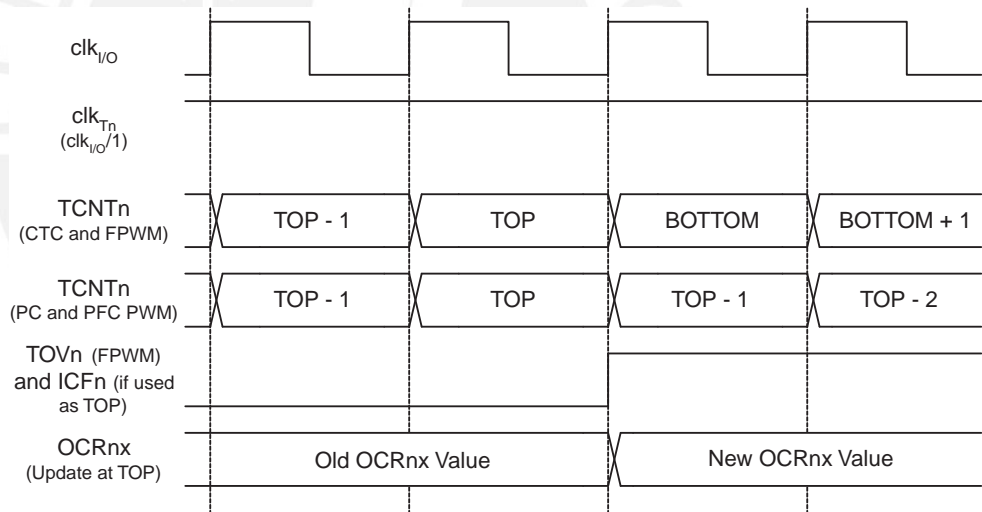 clkI/O
clkTn
(clkI/O/1)
TCNTn
(CTC and FPWM)
TOP - 1
TOP
BOTTOM
BOTTOM + 1
TCNTn
(PC and PFC PWM)
TOP - 1
TOP
TOP - 1
TOP - 2
TOVn (FPWM)
and ICFn (if used
as TOP)
OCRnx
(Update at TOP)
Old OCRnx Value
New OCRnx Value